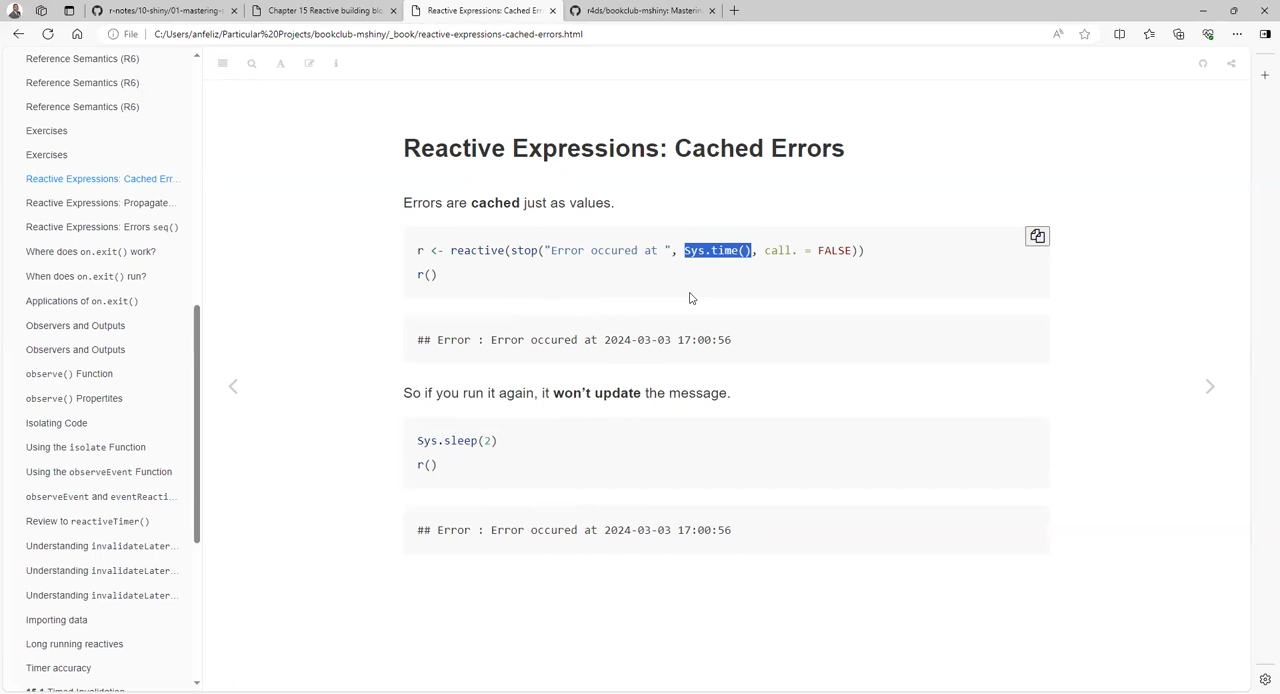 r-notes/10-shiny/01-mastering-s
Chapter 15 Reactive building blo
Reactive Expressions: Cached Err
r4ds/bookclub-mshiny: Masterin
File
C:/Users/anfeliz/Particular%20Projects/bookclub-mshiny/_book/reactive-expressions-cached-errors.html
Reference Semantics (R6)
Reference Semantics (R6)
Reference Semantics (R6)
Exercises
Exercises
Reactive Expressions: Cached Err...
Reactive Expressions: Propagate...
Reactive Expressions: Errors seq()
Where does on.exit() work?
When does on.exit() run?
Applications of on.exit()
Observers and Outputs
Observers and Outputs
observe() Function
observe() Propertites
Isolating Code
Using the isolate Function
Using the observeEvent Function
observeEvent and eventReacti...
Review to reactiveTimer()
Understanding invalidateLater...
Understanding invalidateLater...
Understanding invalidateLater...
Importing data
Long running reactives
Timer accuracy
15.1 Timed Invalidation
Reactive Expressions: Cached Errors
Errors are cached just as values.
r <- reactive(stop("Error occured at ", Sys.time(), call. = FALSE))
r()
## Error : Error occured at 2024-03-03 17:00:56
So if you run it again, it won't update the message.
Sys.sleep(2)
r()
## Error : Error occured at 2024-03-03 17:00:56